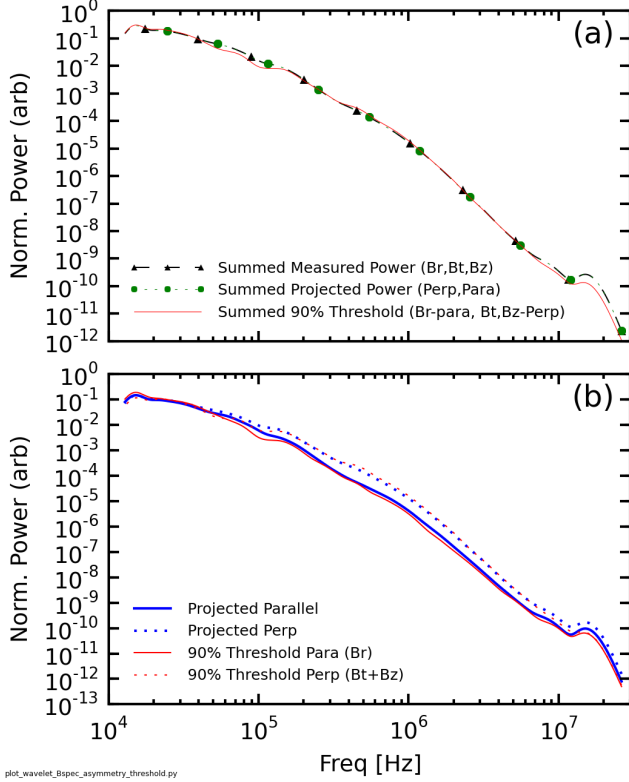 (a)
Norm. Power (arb)
10^0
10^-1
10^-2
10^-3
10^-4
10^-5
10^-6
10^-7
10^-8
10^-9
10^-10
10^-11
10^-12
Summed Measured Power (Br,Bt,Bz)
Summed Projected Power (Perp,Para)
Summed 90% Threshold (Br-para, Bt,Bz-Perp)
(b)
Norm. Power (arb)
10^0
10^-1
10^-2
10^-3
10^-4
10^-5
10^-6
10^-7
10^-8
10^-9
10^-10
10^-11
10^-12
10^-13
Projected Parallel
Projected Perp
90% Threshold Para (Br)
90% Threshold Perp (Bt+Bz)
10^4 10^5 10^6 10^7
Freq [Hz]
plot_wavelet_Bspec_asymmetry_threshold.py